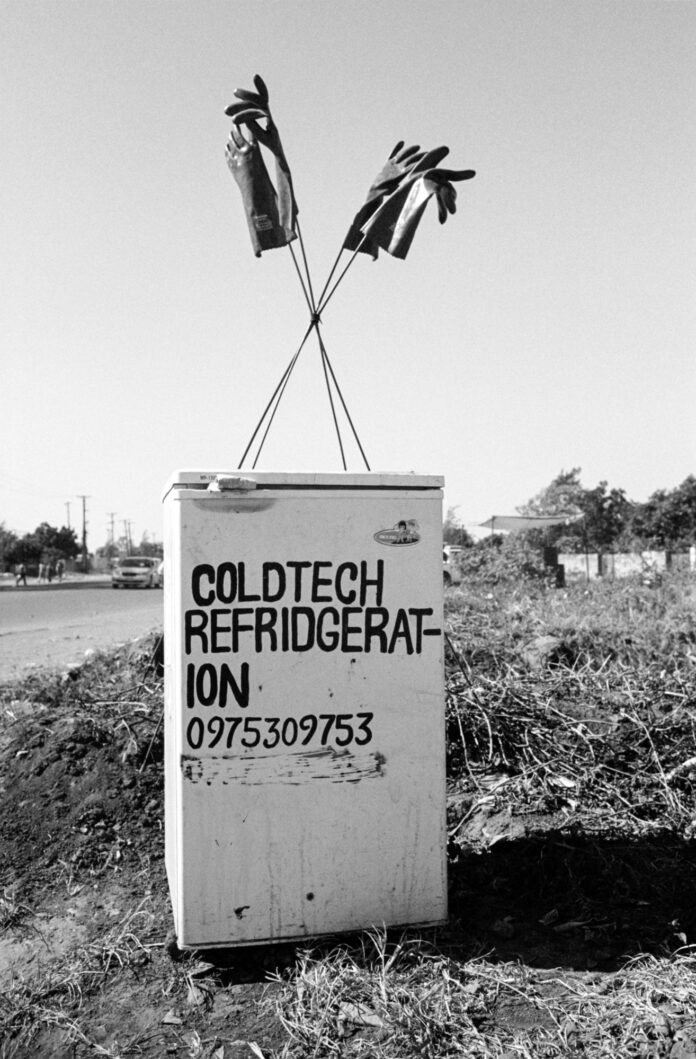 COLDTECH
REFRIDGERAT-
ION
0975309753